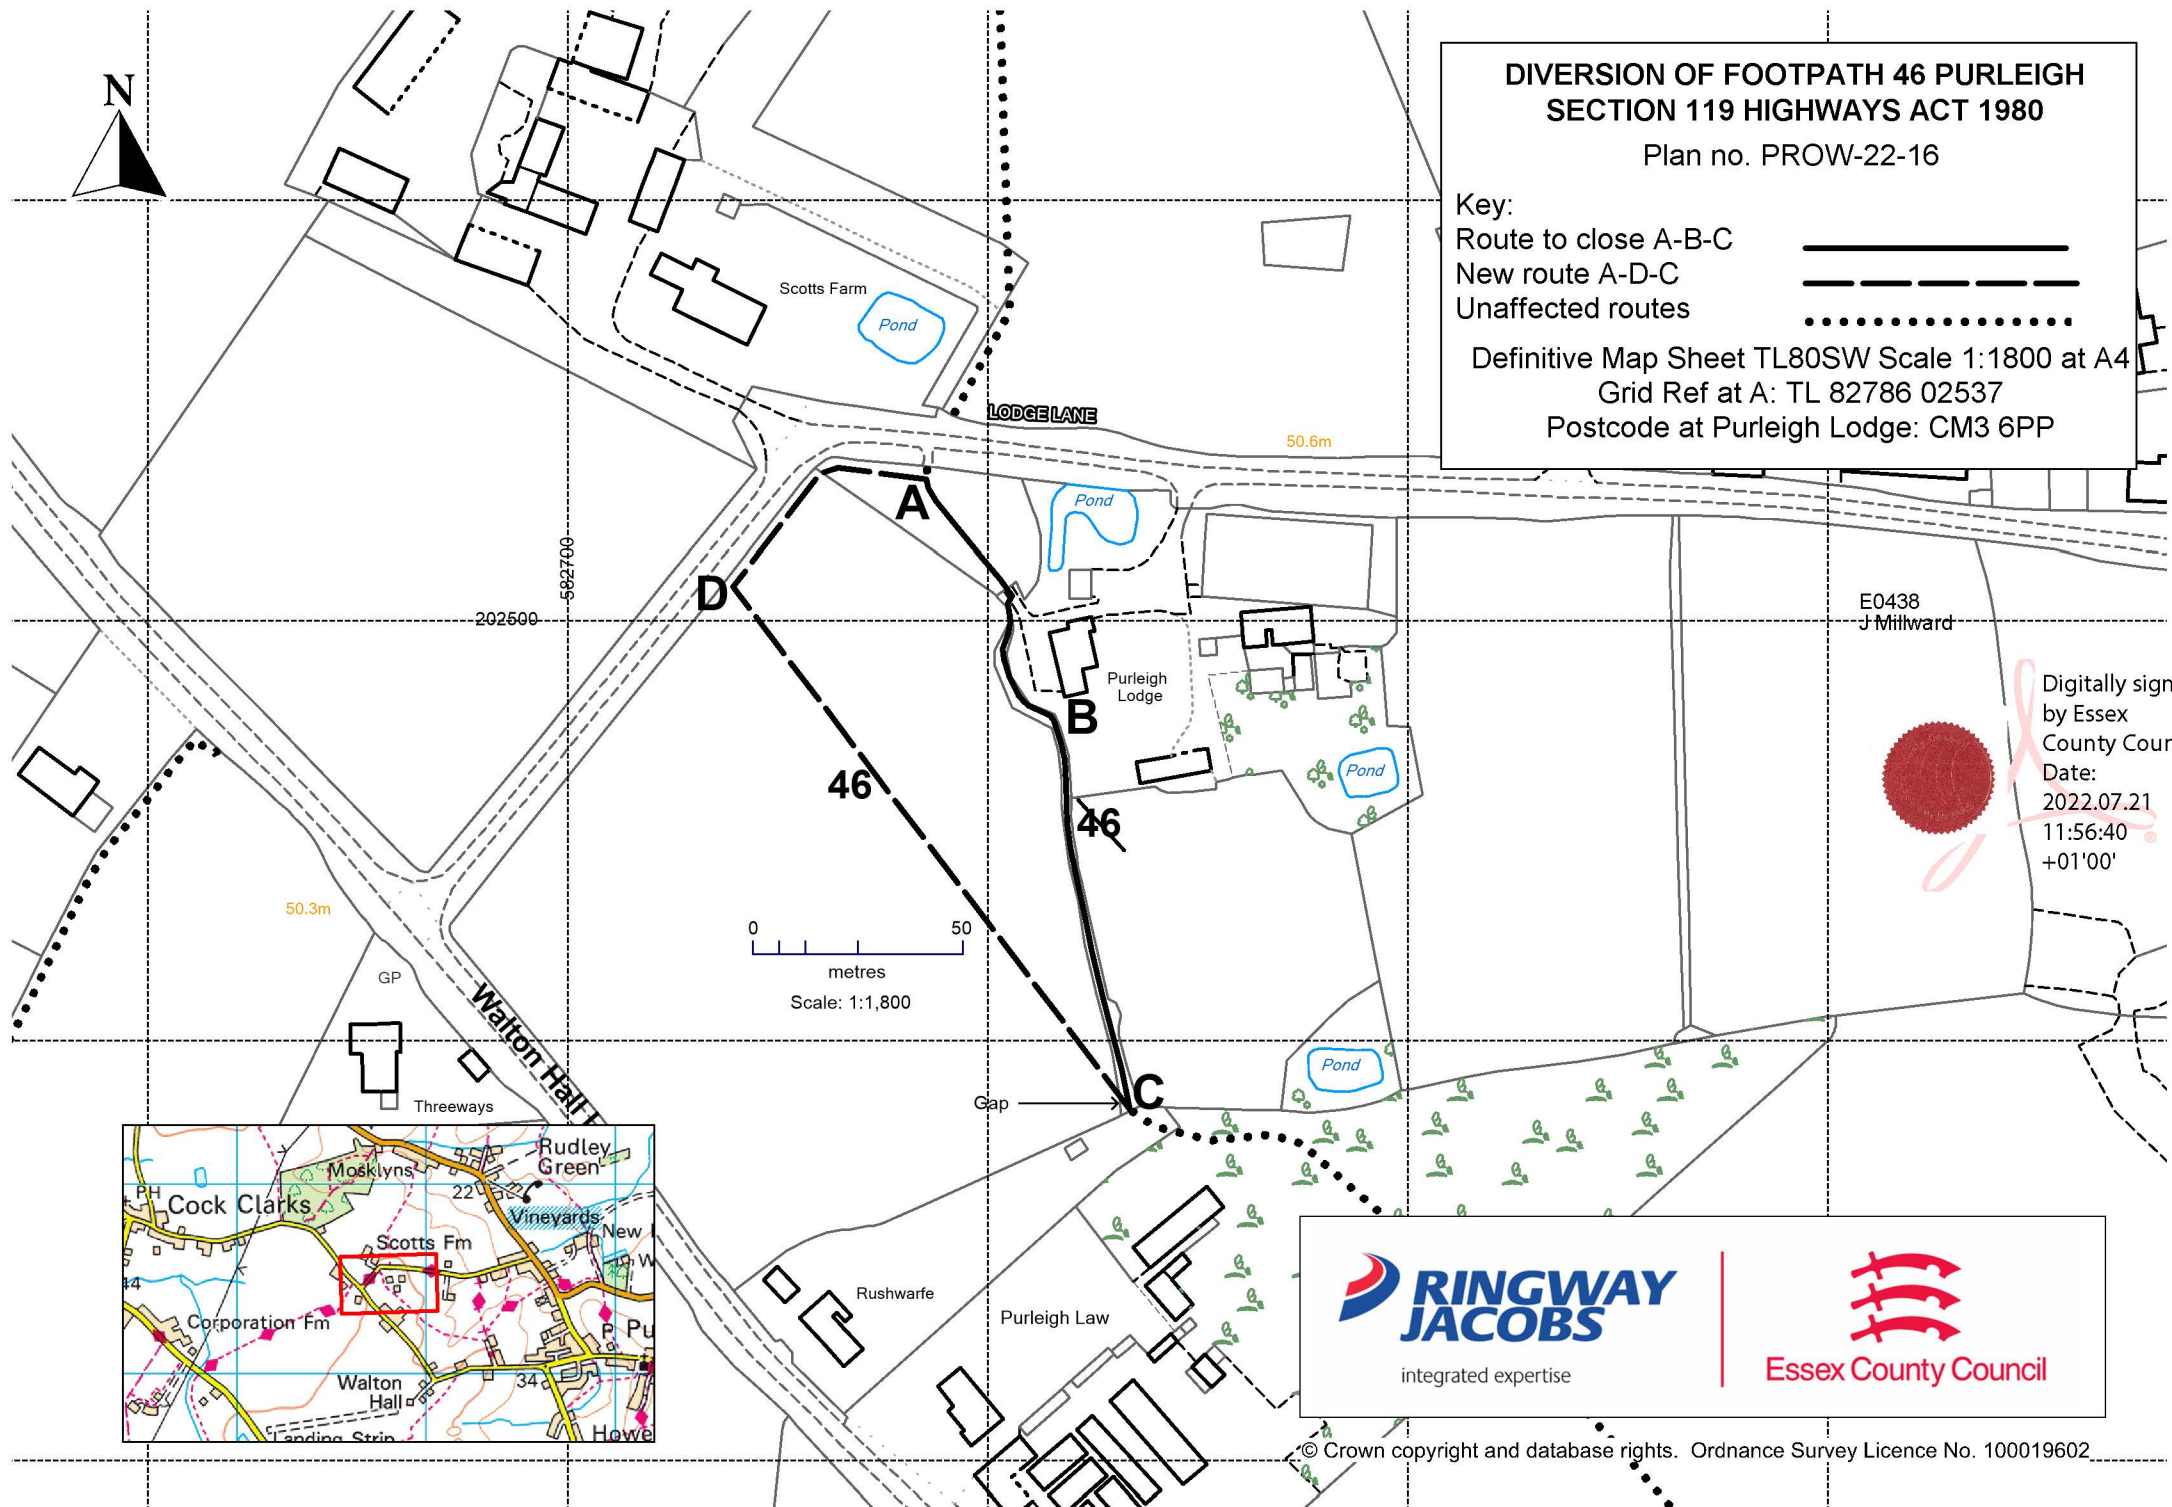 N
DIVERSION OF FOOTPATH 46 PURLEIGH
SECTION 119 HIGHWAYS ACT 1980
Plan no. PROW-22-16
Key:
Route to close A-B-C
New route A-D-C
Unaffected routes
Definitive Map Sheet TL80SW Scale 1:1800 at A4
Grid Ref at A: TL 82786 02537
Postcode at Purleigh Lodge: CM3 6PP
Scotts Farm
Pond
LODGE LANE
50.6m
A
Pond
D
582700
202500
E0438
J Millward
Purleigh
Lodge
B
46
46
Pond
Digitally sign
by Essex
County Cour
Date:
2022.07.21
11:56:40
+01'00'
50.3m
GP
0 50
metres
Scale: 1:1,800
Walton Hall
Threeways
Gap
C
Pond
Rushwarfe
Purleigh Law
Mosklyns
Rudley
Green
22
PH
Cock Clarks
Vineyards
New
Scotts Fm
W
44
Corporation Fm
P Pu
Walton
Hall
34
Landing Strip
Howe
RINGWAY
JACOBS
integrated expertise
Essex County Council
© Crown copyright and database rights. Ordnance Survey Licence No. 100019602